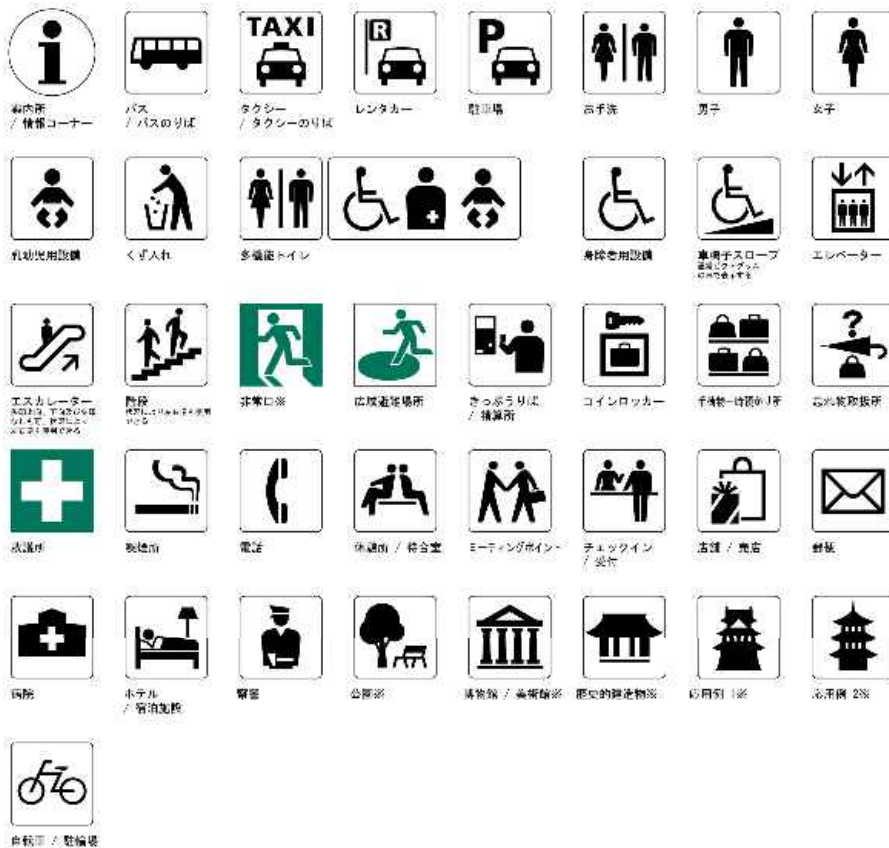 TAXI
R
P
案内所
/ 情報コーナー
バス
/ バスのりば
タクシー
/ タクシーのりば
レンタカー
駐車場
お手洗
男子
女子
乳幼児用設備
くず入れ
多機能トイレ
身障者用設備
車椅子スロープ
エレベーター
エスカレーター
階段
非常口※
広域避難場所
?
きっぷうりば
/ 精算所
コインロッカー
手荷物一時預かり所
忘れ物取扱所
救護所
喫煙所
電話
休憩所 / 待合室
ミーティングポイント
チェックイン
/ 受付
店舗 / 売店
郵便
病院
ホテル
/ 宿泊施設
警察
公園※
博物館 / 美術館※
歴史的建造物※
応用例 1※
応用例 2※
自転車 / 駐輪場